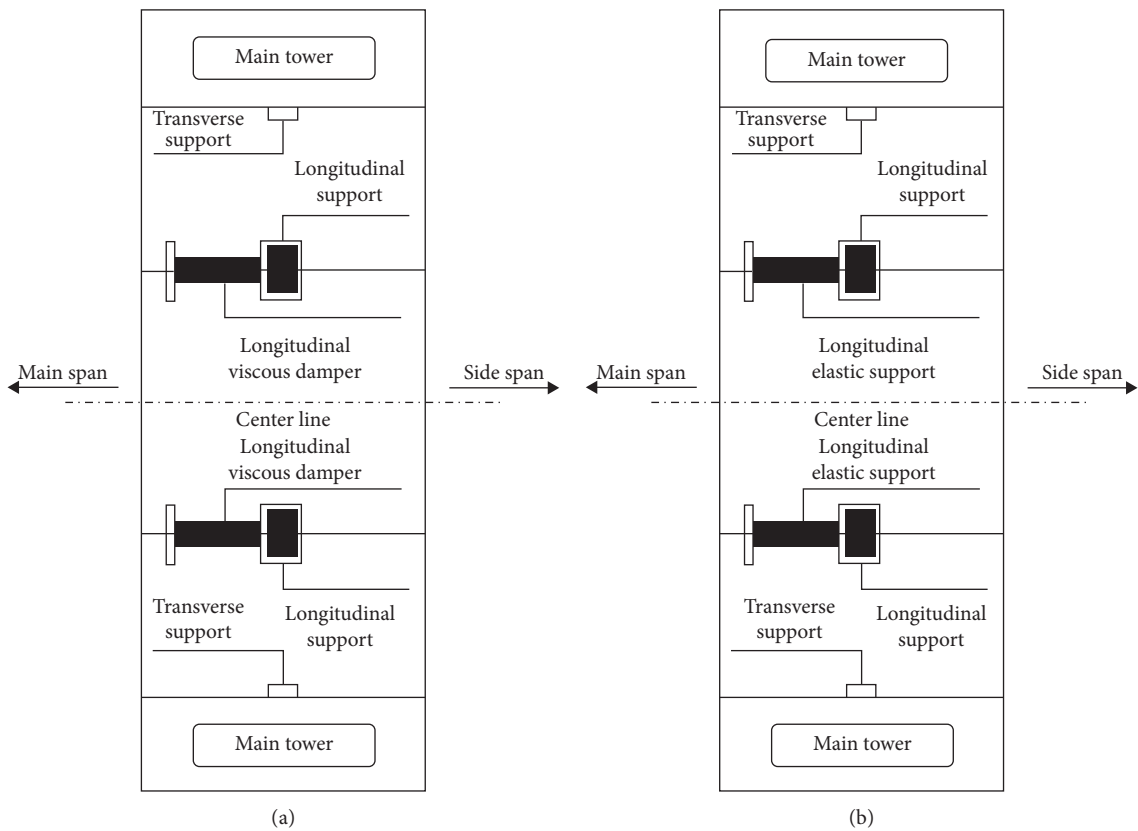 Main tower
Transverse
support
Longitudinal
support
Longitudinal
viscous damper
Main span
Side span
Center line
Longitudinal
viscous damper
Transverse
support
Longitudinal
support
Main tower
(a)
Main tower
Transverse
support
Longitudinal
support
Longitudinal
elastic support
Main span
Side span
Center line
Longitudinal
elastic support
Transverse
support
Longitudinal
support
Main tower
(b)